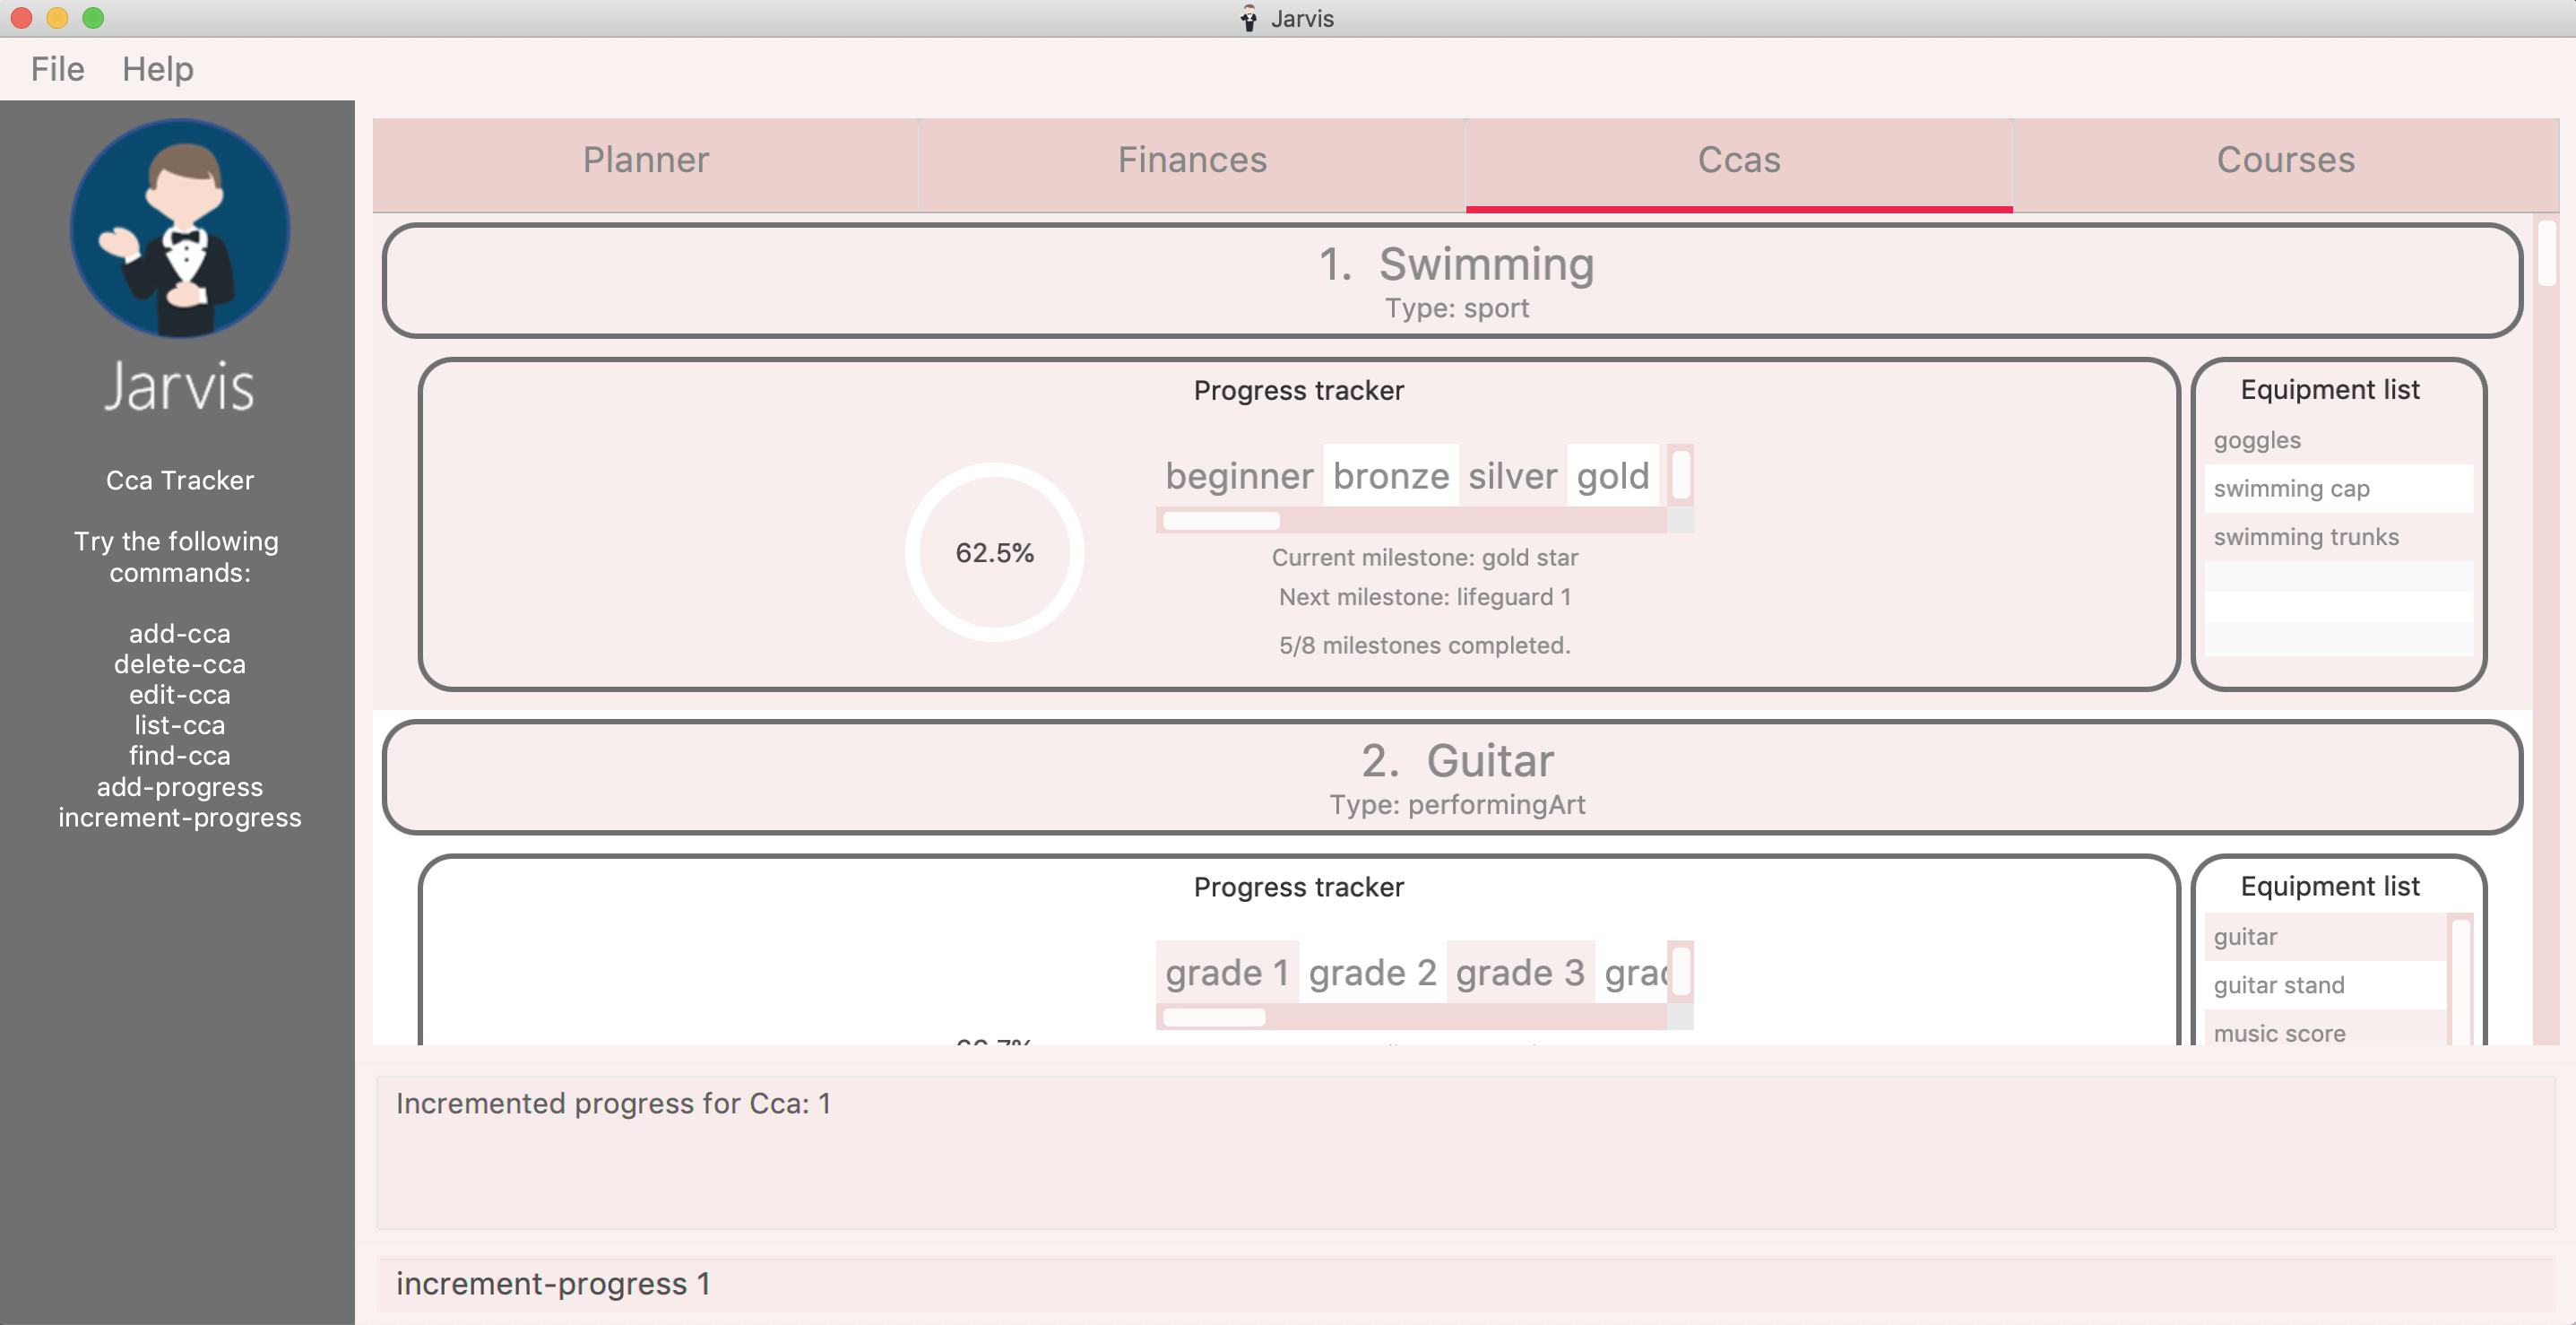 Jarvis
File Help
Jarvis
Cca Tracker
Try the following
commands:
add-cca
delete-cca
edit-cca
list-cca
find-cca
add-progress
increment-progress
Planner Finances Ccas Courses
1. Swimming
Type: sport
Progress tracker
beginner bronze silver gold
62.5%
Current milestone: gold star
Next milestone: lifeguard 1
5/8 milestones completed.
Equipment list
goggles
swimming cap
swimming trunks
2. Guitar
Type: performingArt
Progress tracker
grade 1 grade 2 grade 3
Equipment list
guitar
guitar stand
music score
Incremented progress for Cca: 1
increment-progress 1